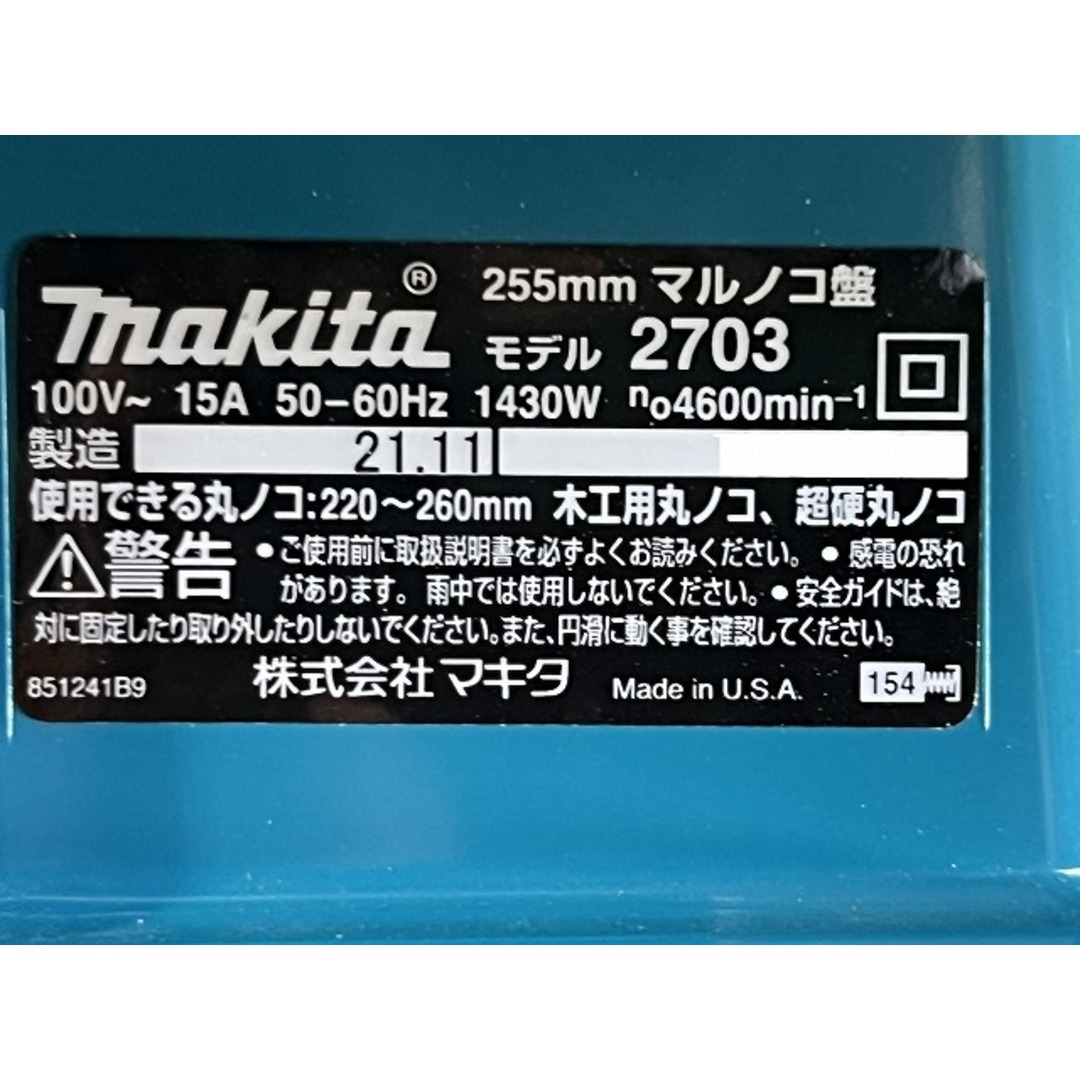 makita®
255mm マルノコ盤
モデル 2703
100V~ 15A 50-60Hz 1430W n₀4600min⁻¹
製造 21.11
使用できる丸ノコ:220〜260mm 木工用丸ノコ、超硬丸ノコ
警告 •ご使用前に取扱説明書を必ずよくお読みください。 •感電の恐れ
があります。雨中では使用しないでください。•安全ガイドは、絶
対に固定したり取り外したりしないでください。また、円滑に動く事を確認してください。
851241B9 株式会社マキタ Made in U.S.A. 154